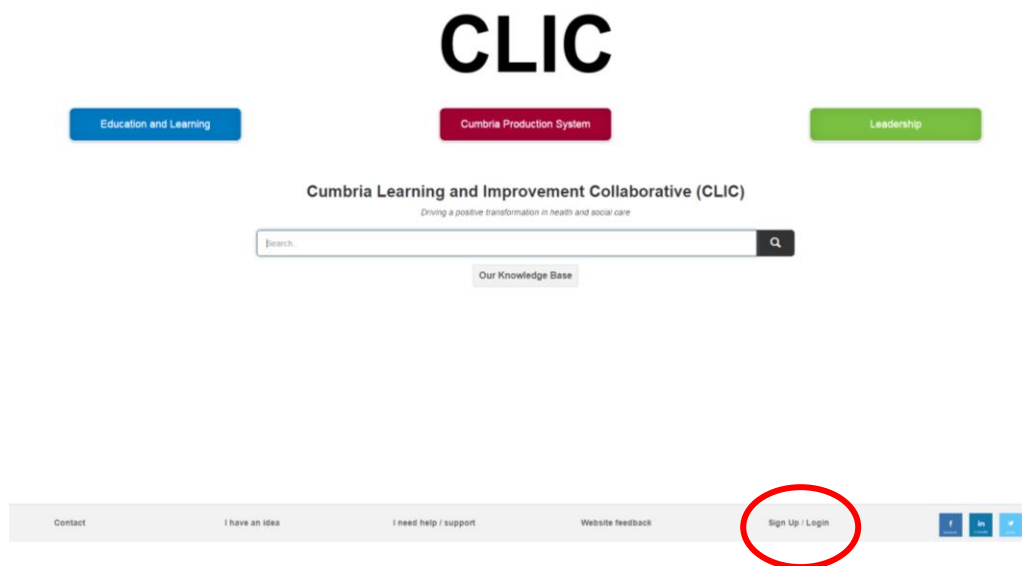 CLIC
Education and Learning
Cumbria Production System
Leadership
Cumbria Learning and Improvement Collaborative (CLIC)
Driving a positive transformation in health and social care
Search..
Our Knowledge Base
Contact
I have an idea
I need help / support
Website feedback
Sign Up / Login
f
in